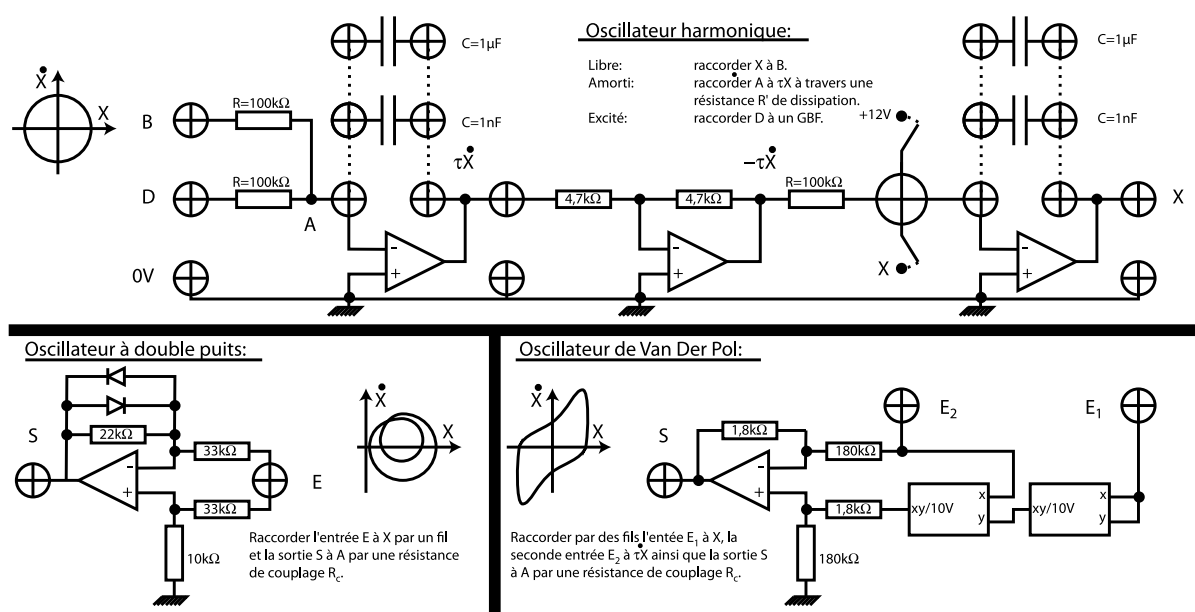 Oscillateur harmonique:
Libre: raccorder X à B.
Amorti: raccorder A à τẊ à travers une
résistance R' de dissipation.
Excité: raccorder D à un GBF.
C=1µF
C=1µF
Ẋ
X
R=100kΩ
B
C=1nF
+12V
C=1nF
τẊ
−τẊ
D
R=100kΩ
A
4,7kΩ
4,7kΩ
R=100kΩ
X
-
+
-
+
-
+
0V
X
Oscillateur à double puits:
S
22kΩ
33kΩ
-
+
33kΩ
E
10kΩ
Ẋ
X
Raccorder l'entrée E à X par un fil
et la sortie S à A par une résistance
de couplage Rc.
Oscillateur de Van Der Pol:
Ẋ
X
S
1,8kΩ
180kΩ
E2
E1
-
+
1,8kΩ
xy/10V
x
y
xy/10V
x
y
180kΩ
Raccorder par des fils l'entée E1 à X, la
seconde entrée E2 à τẊ ainsi que la sortie S
à A par une résistance de couplage Rc.